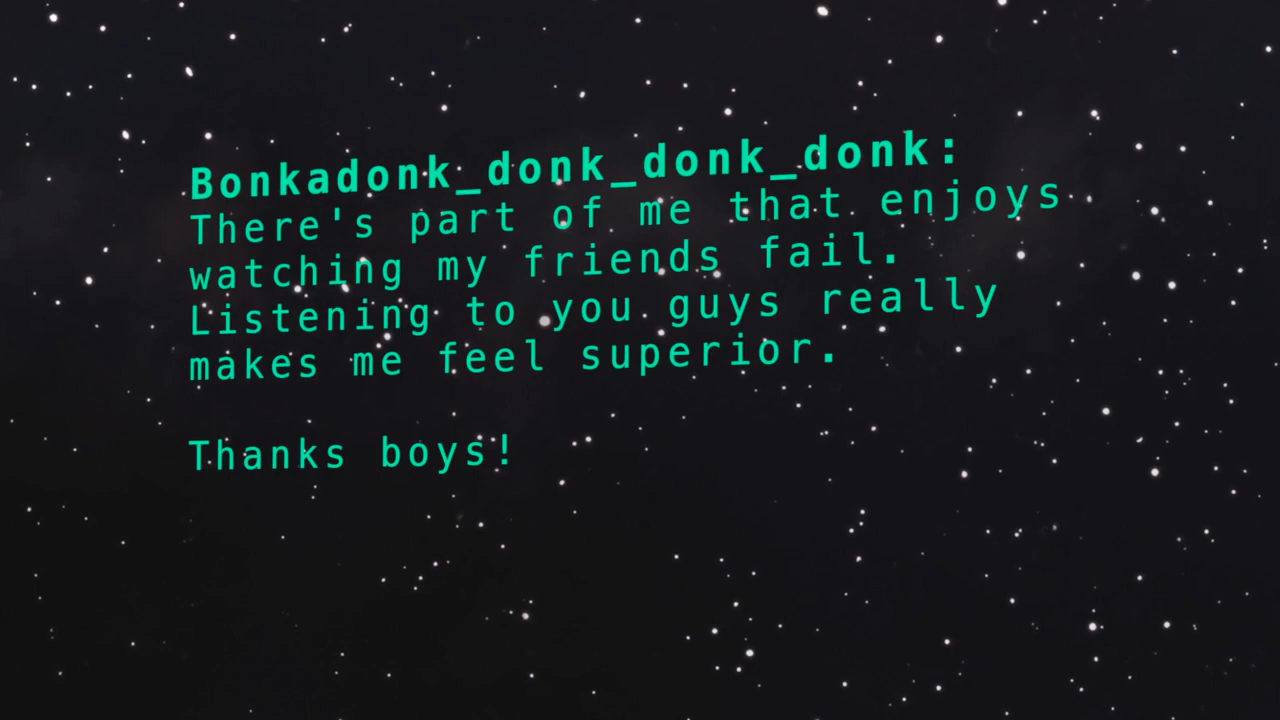 Bonkadonk_donk_donk_donk:
There's part of me that enjoys
watching my friends fail.
Listening to you guys really
makes me feel superior.
Thanks boys!